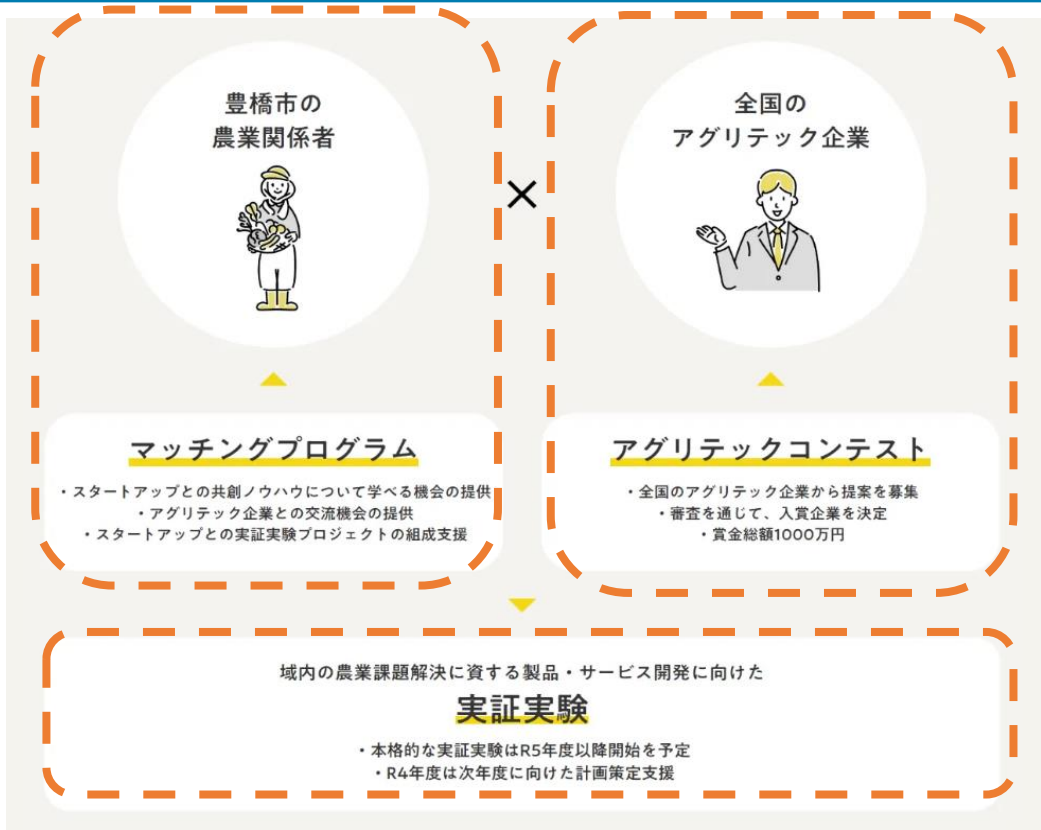 豊橋市の
農業関係者
×
全国の
アグリテック企業
マッチングプログラム
・スタートアップとの共創ノウハウについて学べる機会の提供
・アグリテック企業との交流機会の提供
・スタートアップとの実証実験プロジェクトの組成支援
アグリテックコンテスト
・全国のアグリテック企業から提案を募集
・審査を通じて、入賞企業を決定
・賞金総額1000万円
域内の農業課題解決に資する製品・サービス開発に向けた
実証実験
・本格的な実証実験はR5年度以降開始を予定
・R4年度は次年度に向けた計画策定支援